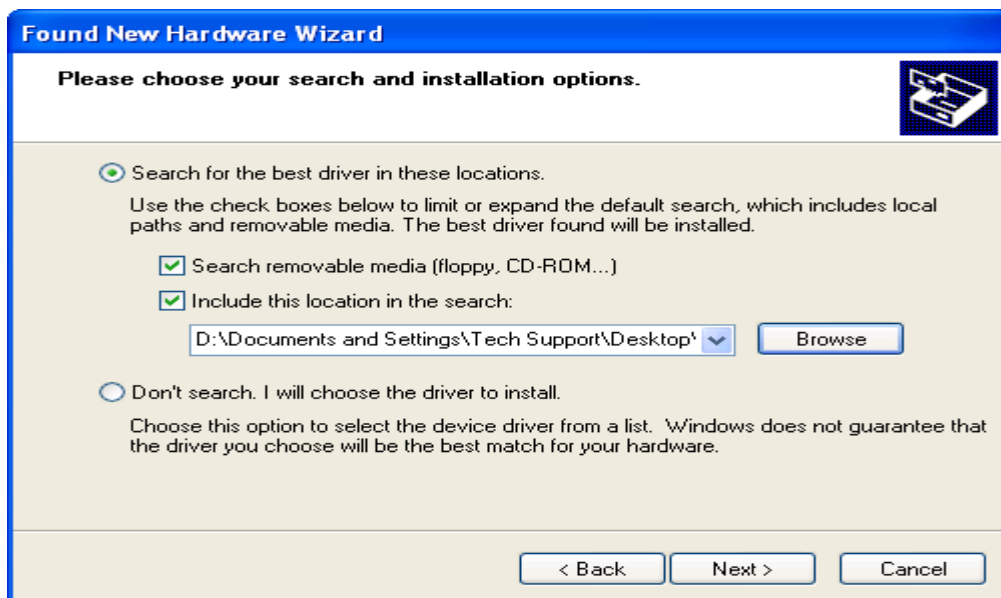 Found New Hardware Wizard
Please choose your search and installation options.
Search for the best driver in these locations.
Use the check boxes below to limit or expand the default search, which includes local
paths and removable media. The best driver found will be installed.
Search removable media (floppy, CD-ROM...)
Include this location in the search:
D:\Documents and Settings\Tech Support\Desktop\
Browse
Don't search. I will choose the driver to install.
Choose this option to select the device driver from a list. Windows does not guarantee that
the driver you choose will be the best match for your hardware.
< Back
Next >
Cancel